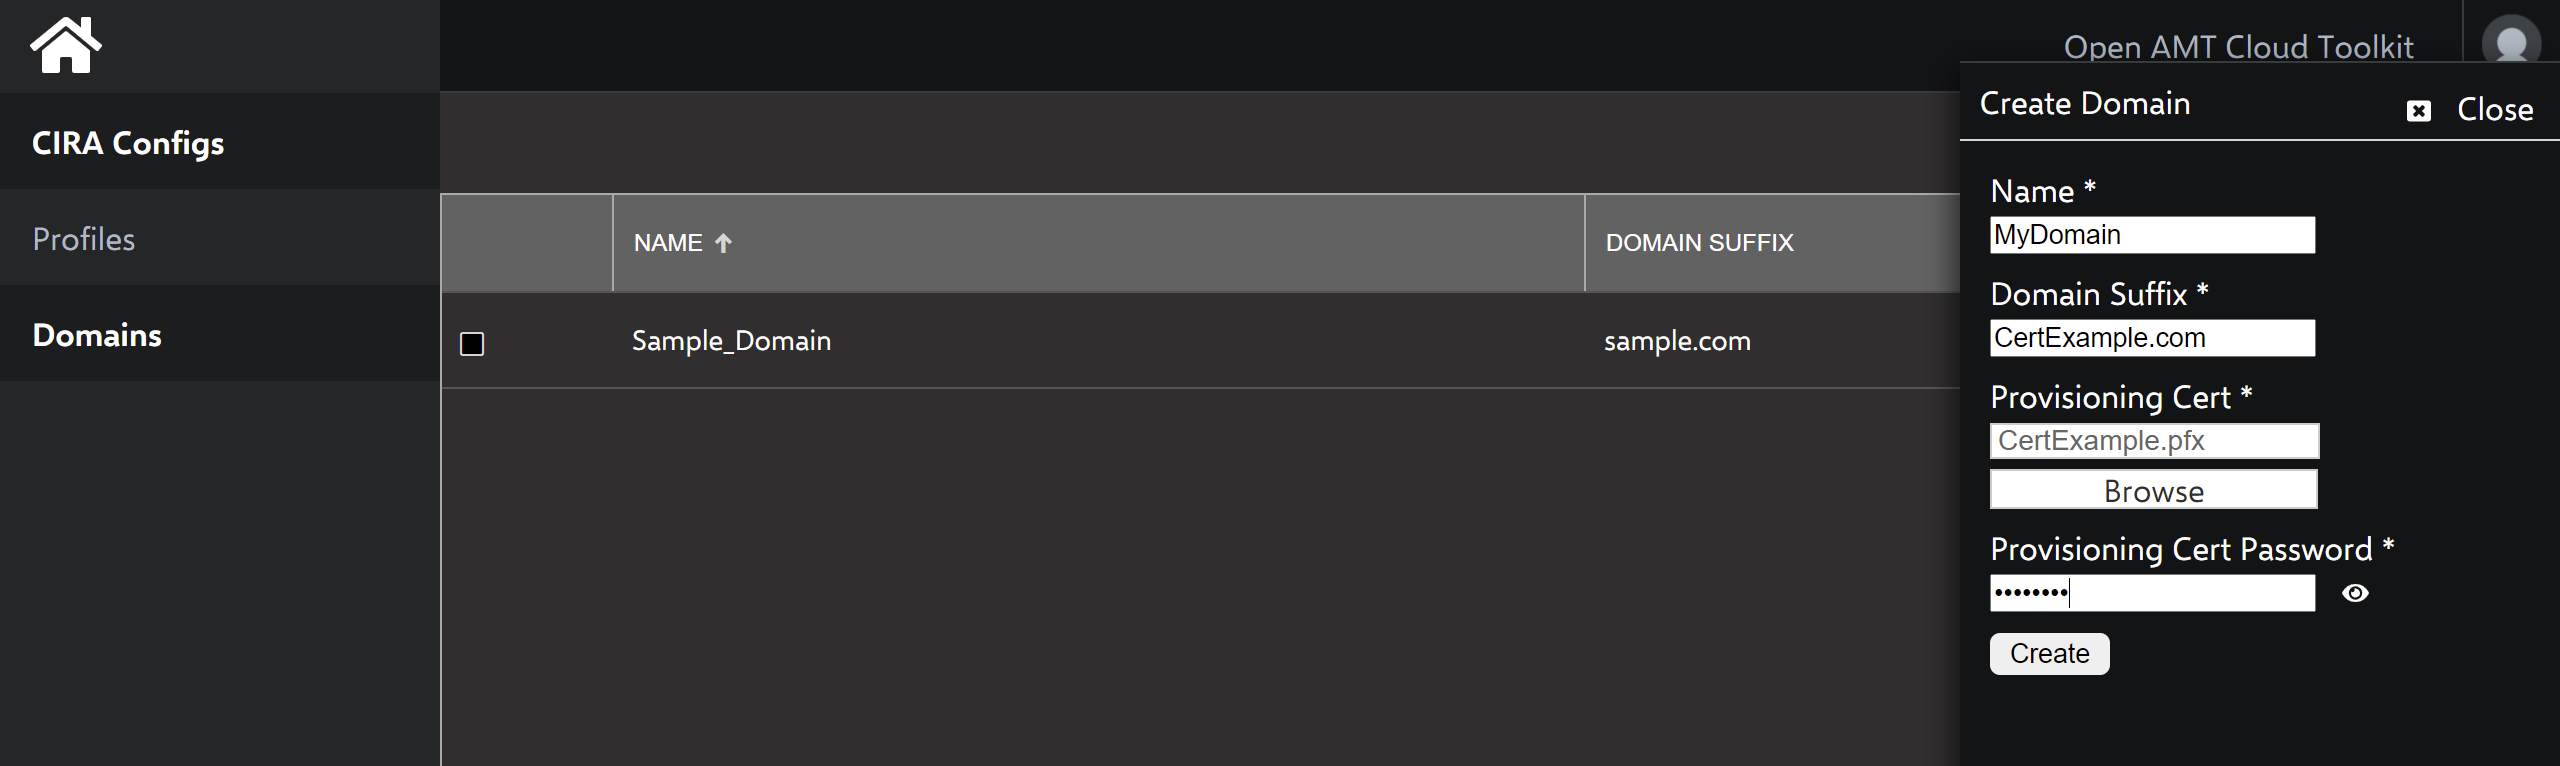 Open AMT Cloud Toolkit
CIRA Configs
Profiles
Domains
NAME
DOMAIN SUFFIX
Sample_Domain
sample.com
Create Domain
Close
Name *
MyDomain
Domain Suffix *
CertExample.com
Provisioning Cert *
CertExample.pfx
Browse
Provisioning Cert Password *
••••••••
Create